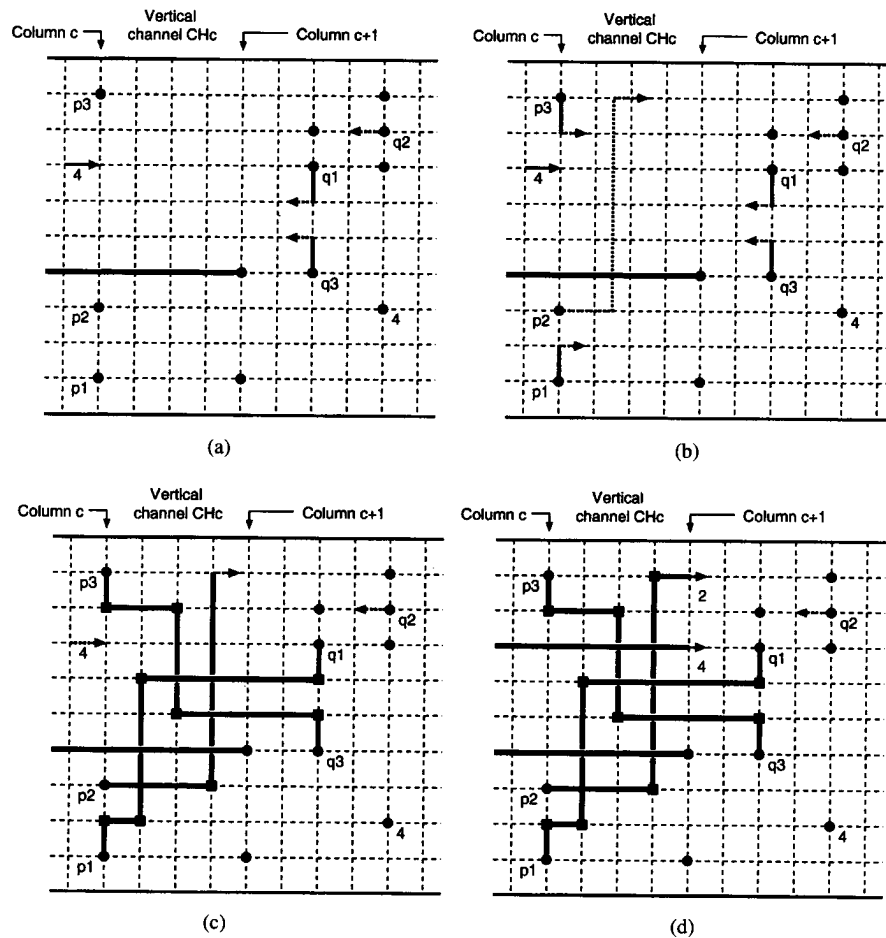 Vertical
Column c channel CHc Column c+1
p3
q2
4
q1
q3
p2
4
p1
(a)
Vertical
Column c channel CHc Column c+1
p3
q2
4
q1
q3
p2
4
p1
(b)
Vertical
Column c channel CHc Column c+1
p3
q2
4
q1
q3
p2
4
p1
(c)
Vertical
Column c channel CHc Column c+1
p3
2
q2
4
q1
q3
p2
4
p1
(d)